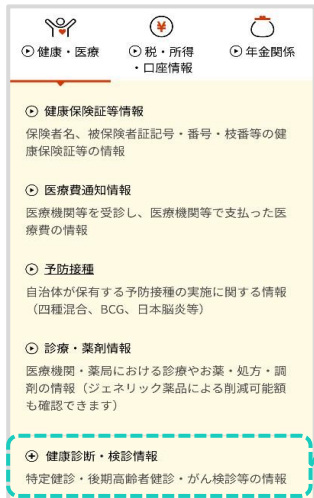 健康・医療
税・所得
・口座情報
年金関係
健康保険証等情報
保険者名、被保険者証記号・番号・枝番等の健
康保険証等の情報
医療費通知情報
医療機関等を受診し、医療機関等で支払った医
療費の情報
予防接種
自治体が保有する予防接種の実施に関する情報
（四種混合、BCG、日本脳炎等）
診療・薬剤情報
医療機関・薬局における診療やお薬・処方・調
剤の情報（ジェネリック薬品による削減可能額
も確認できます）
健康診断・検診情報
特定健診・後期高齢者健診・がん検診等の情報